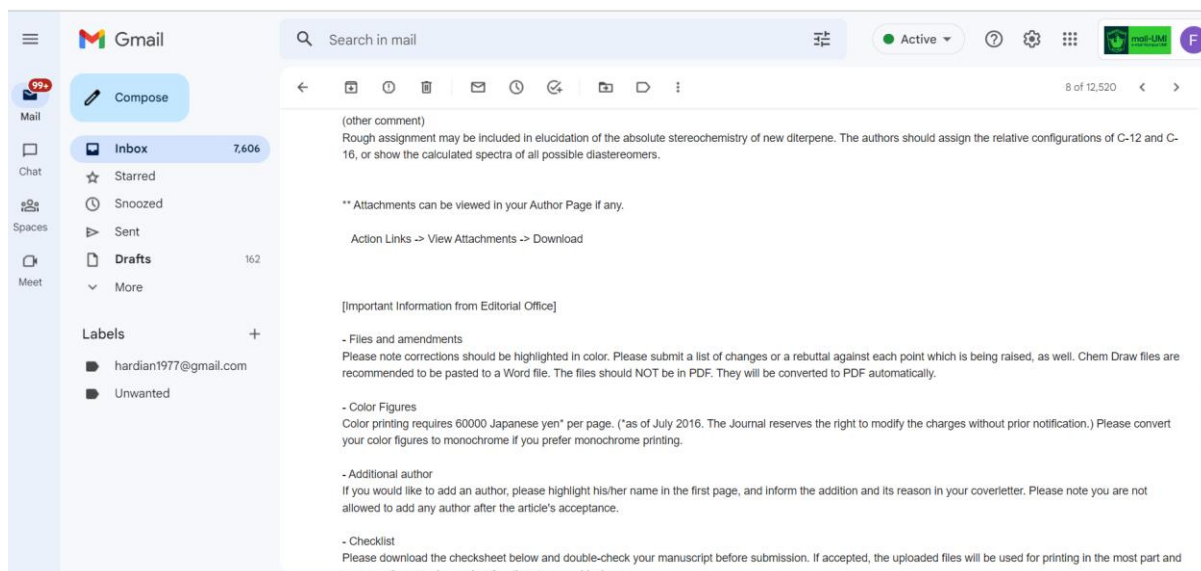 Gmail
Search in mail
Active
mail-UMI
F
99+
Mail
Compose
8 of 12,520
Chat
Spaces
Meet
Inbox 7,606
Starred
Snoozed
Sent
Drafts 162
More
Labels +
hardian1977@gmail.com
Unwanted
(other comment)
Rough assignment may be included in elucidation of the absolute stereochemistry of new diterpene. The authors should assign the relative configurations of C-12 and C-
16, or show the calculated spectra of all possible diastereomers.
** Attachments can be viewed in your Author Page if any.
Action Links -> View Attachments -> Download
[Important Information from Editorial Office]
- Files and amendments
Please note corrections should be highlighted in color. Please submit a list of changes or a rebuttal against each point which is being raised, as well. Chem Draw files are
recommended to be pasted to a Word file. The files should NOT be in PDF. They will be converted to PDF automatically.
- Color Figures
Color printing requires 60000 Japanese yen* per page. (*as of July 2016. The Journal reserves the right to modify the charges without prior notification.) Please convert
your color figures to monochrome if you prefer monochrome printing.
- Additional author
If you would like to add an author, please highlight his/her name in the first page, and inform the addition and its reason in your coverletter. Please note you are not
allowed to add any author after the article's acceptance.
- Checklist
Please download the checksheet below and double-check your manuscript before submission. If accepted, the uploaded files will be used for printing in the most part and